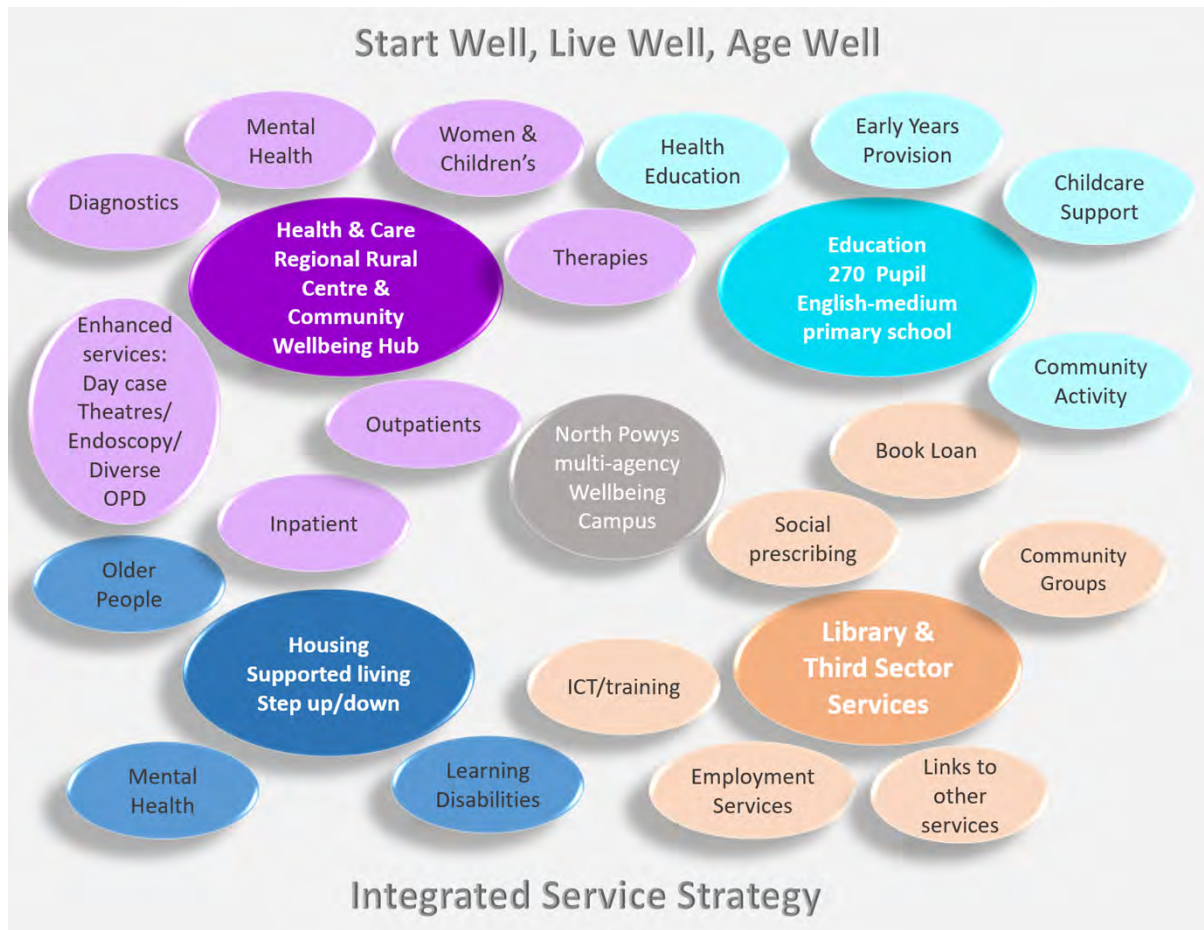 Start Well, Live Well, Age Well
Mental
Health
Women &
Children's
Health
Education
Early Years
Provision
Childcare
Support
Diagnostics
Health & Care
Regional Rural
Centre &
Community
Wellbeing Hub
Therapies
Education
270 Pupil
English-medium
primary school
Enhanced
services:
Day case
Theatres/
Endoscopy/
Diverse
OPD
Outpatients
North Powys
multi-agency
Wellbeing
Campus
Community
Activity
Book Loan
Inpatient
Social
prescribing
Community
Groups
Older
People
Housing
Supported living
Step up/down
ICT/training
Library &
Third Sector
Services
Mental
Health
Learning
Disabilities
Employment
Services
Links to
other
services
Integrated Service Strategy